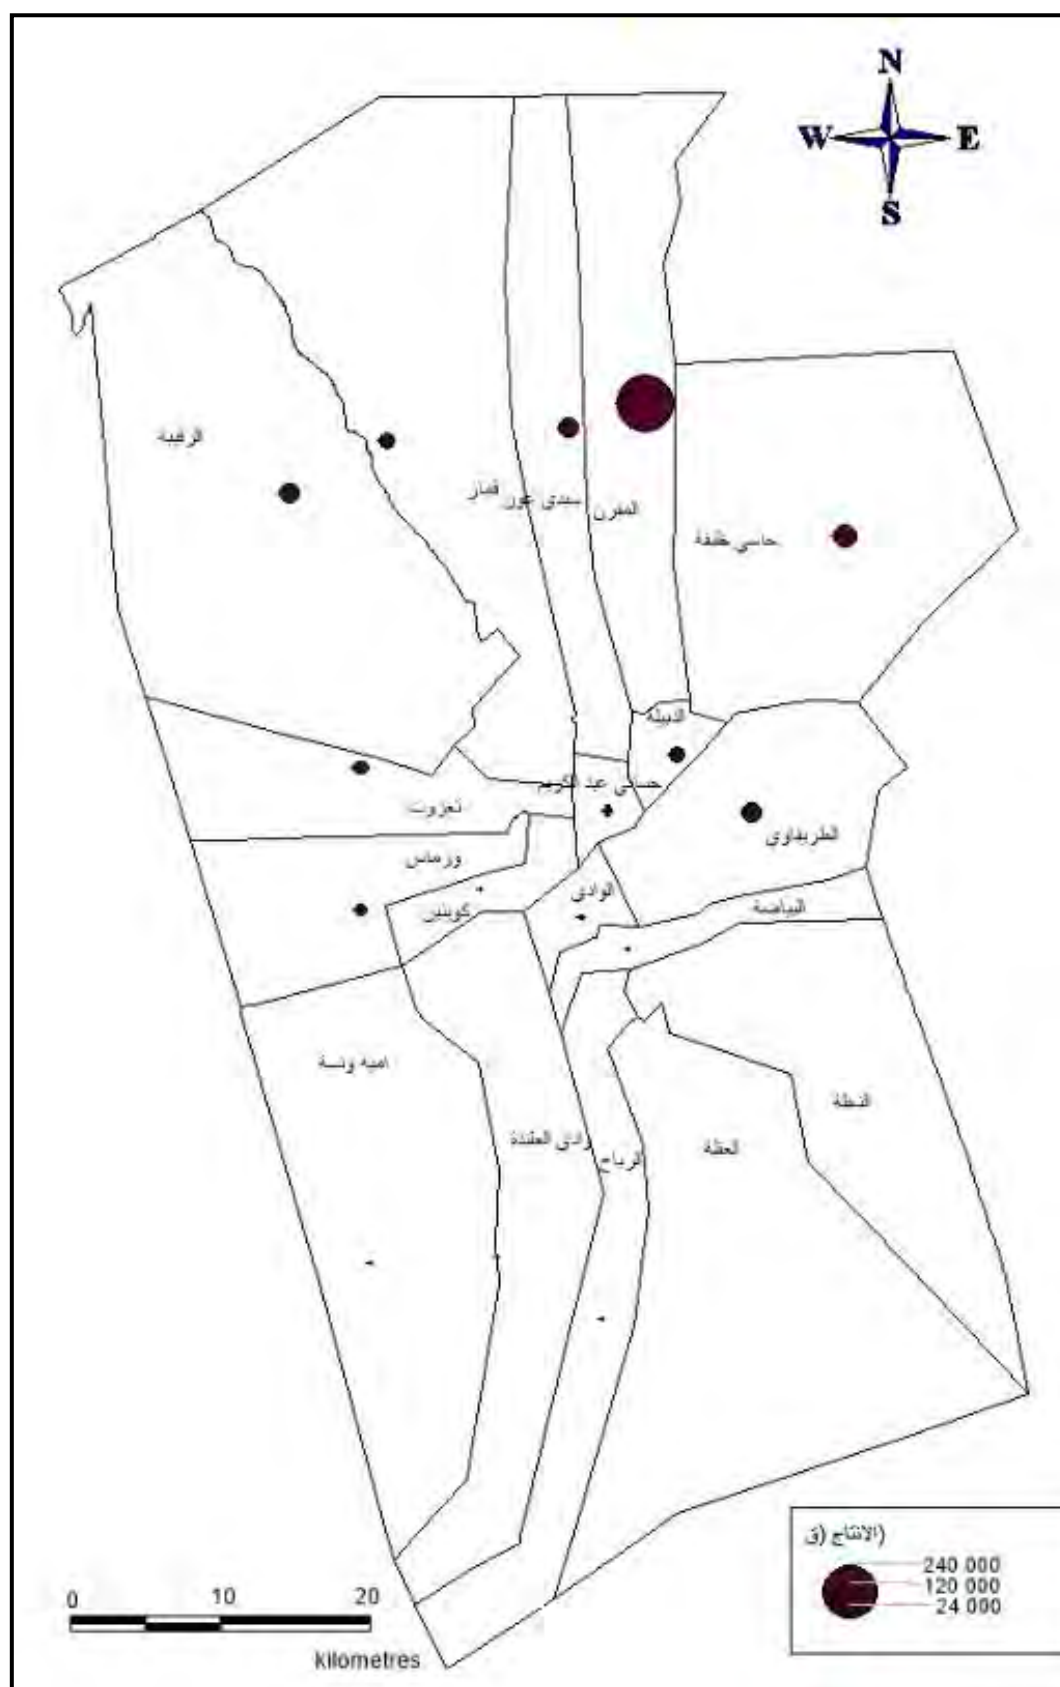 N
W E
S
الرقيبة
قمار
سيدي عون
المقرن
حاسي خليفة
الدبيلة
حساني عبد الكريم
تغزوت
الطريفاوي
ورماس
الوادي
البياضة
كوينين
اميه ونسة
النخلة
وادي العلندة
العقلة
الرباح
الانتاج (ق)
240 000
120 000
24 000
0 10 20
kilometres